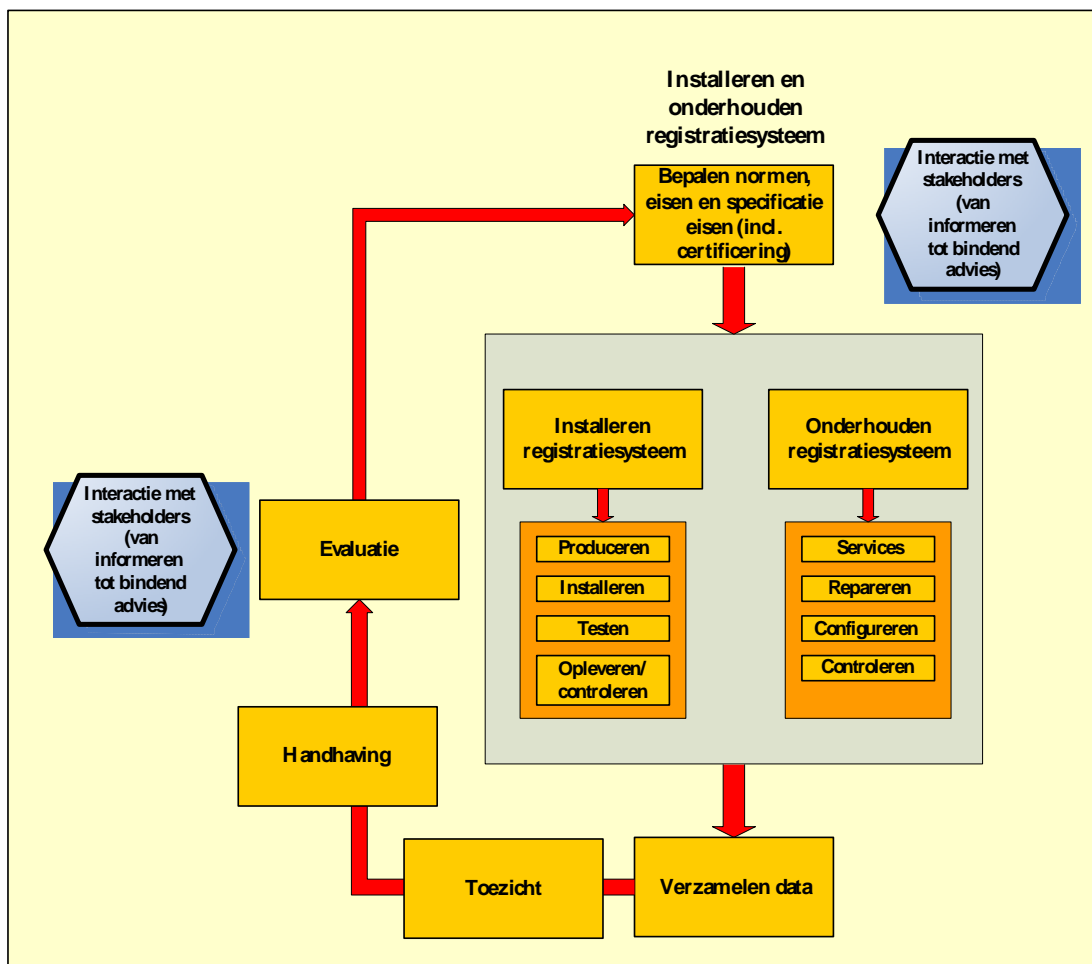 Installeren en
onderhouden
registratiesysteem
Bepalen normen,
eisen en specificatie
eisen (incl.
certificering)
Interactie met
stakeholders
(van
informeren
tot bindend
advies)
Installeren
registratiesysteem
Onderhouden
registratiesysteem
Produceren
Installeren
Testen
Opleveren/
controleren
Services
Repareren
Configureren
Controleren
Interactie met
stakeholders
(van
informeren
tot bindend
advies)
Evaluatie
Handhaving
Toezicht
Verzamelen data